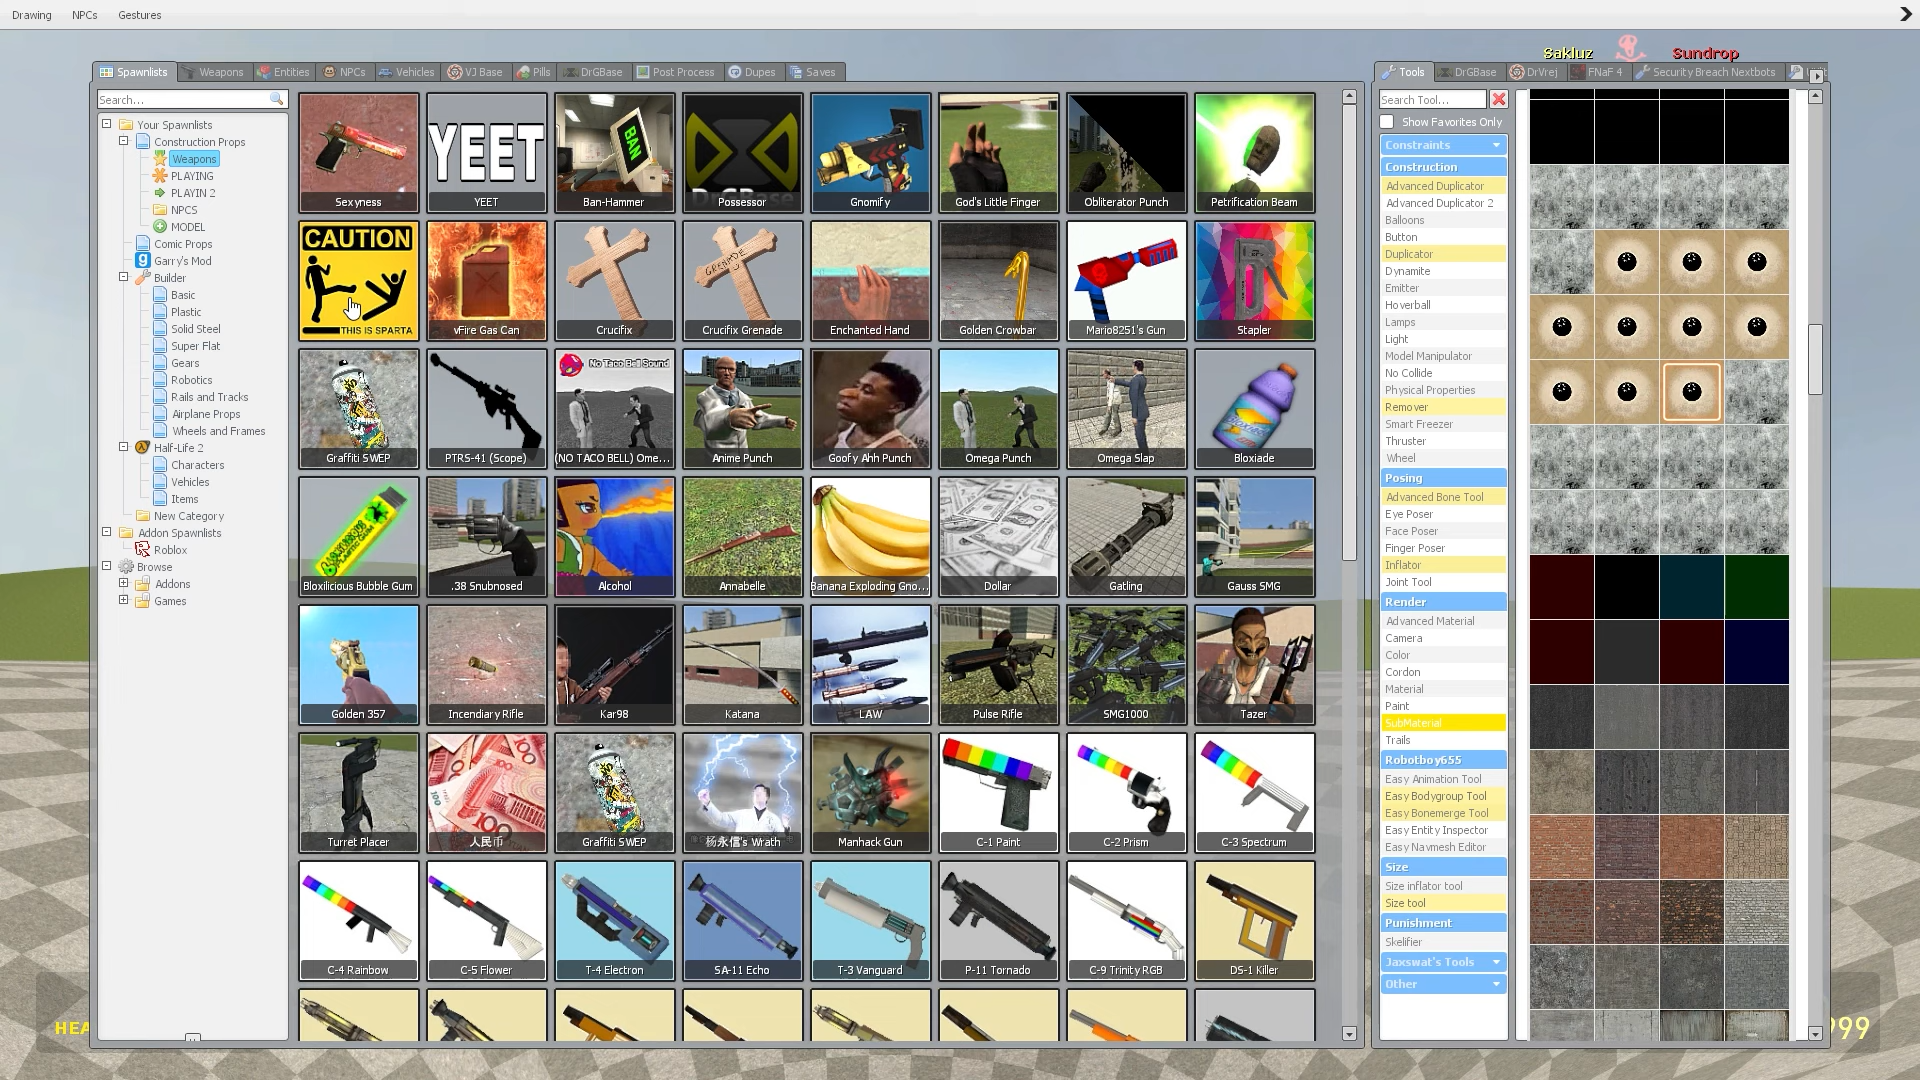 Drawing NPCs Gestures
Sakluz Sundrop
Spawnlists Weapons Entities NPCs Vehicles VJ Base Pills DrGBase Post Process Dupes Saves
Tools DrGBase DrVrej FNaF 4 Security Breach Nextbots
Search...
Your Spawnlists
Construction Props
Weapons
PLAYING
PLAYIN 2
NPCS
MODEL
Comic Props
Garry's Mod
Builder
Basic
Plastic
Solid Steel
Super Flat
Gears
Robotics
Rails and Tracks
Airplane Props
Wheels and Frames
Half-Life 2
Characters
Vehicles
Items
New Category
Addon Spawnlists
Roblox
Browse
Addons
Games
YEET
BAN
DrGBase
Sexyness YEET Ban-Hammer Possessor Gnomify God's Little Finger Obliterator Punch Petrification Beam
CAUTION
GRENADE
THIS IS SPARTA vFire Gas Can Crucifix Crucifix Grenade Enchanted Hand Golden Crowbar Mario8251's Gun Stapler
No Taco Bell Sound
Graffiti SWEP PTRS-41 (Scope) (NO TACO BELL) Ome... Anime Punch Goofy Ahh Punch Omega Punch Omega Slap Bloxiade
Bloxilicious Bubble Gum .38 Snubnosed Alcohol Annabelle Banana Exploding Gno... Dollar Gatling Gauss SMG
Golden 357 Incendiary Rifle Kar98 Katana LAW Pulse Rifle SMG1000 Tazer
100
Turret Placer 人民币 Graffiti SWEP 杨永信's Wrath Manhack Gun C-1 Paint C-2 Prism C-3 Spectrum
C-4 Rainbow C-5 Flower T-4 Electron SA-11 Echo T-3 Vanguard P-11 Tornado C-9 Trinity RGB DS-1 Killer
Search Tool...
Show Favorites Only
Constraints
Construction
Advanced Duplicator
Advanced Duplicator 2
Balloons
Button
Duplicator
Dynamite
Emitter
Hoverball
Lamps
Light
Model Manipulator
No Collide
Physical Properties
Remover
Smart Freezer
Thruster
Wheel
Posing
Advanced Bone Tool
Eye Poser
Face Poser
Finger Poser
Inflator
Joint Tool
Render
Advanced Material
Camera
Color
Cordon
Material
Paint
SubMaterial
Trails
Robotboy655
Easy Animation Tool
Easy Bodygroup Tool
Easy Bonemerge Tool
Easy Entity Inspector
Easy Navmesh Editor
Size
Size inflator tool
Size tool
Punishment
Skelifier
Jaxswat's Tools
Other
HEA
999